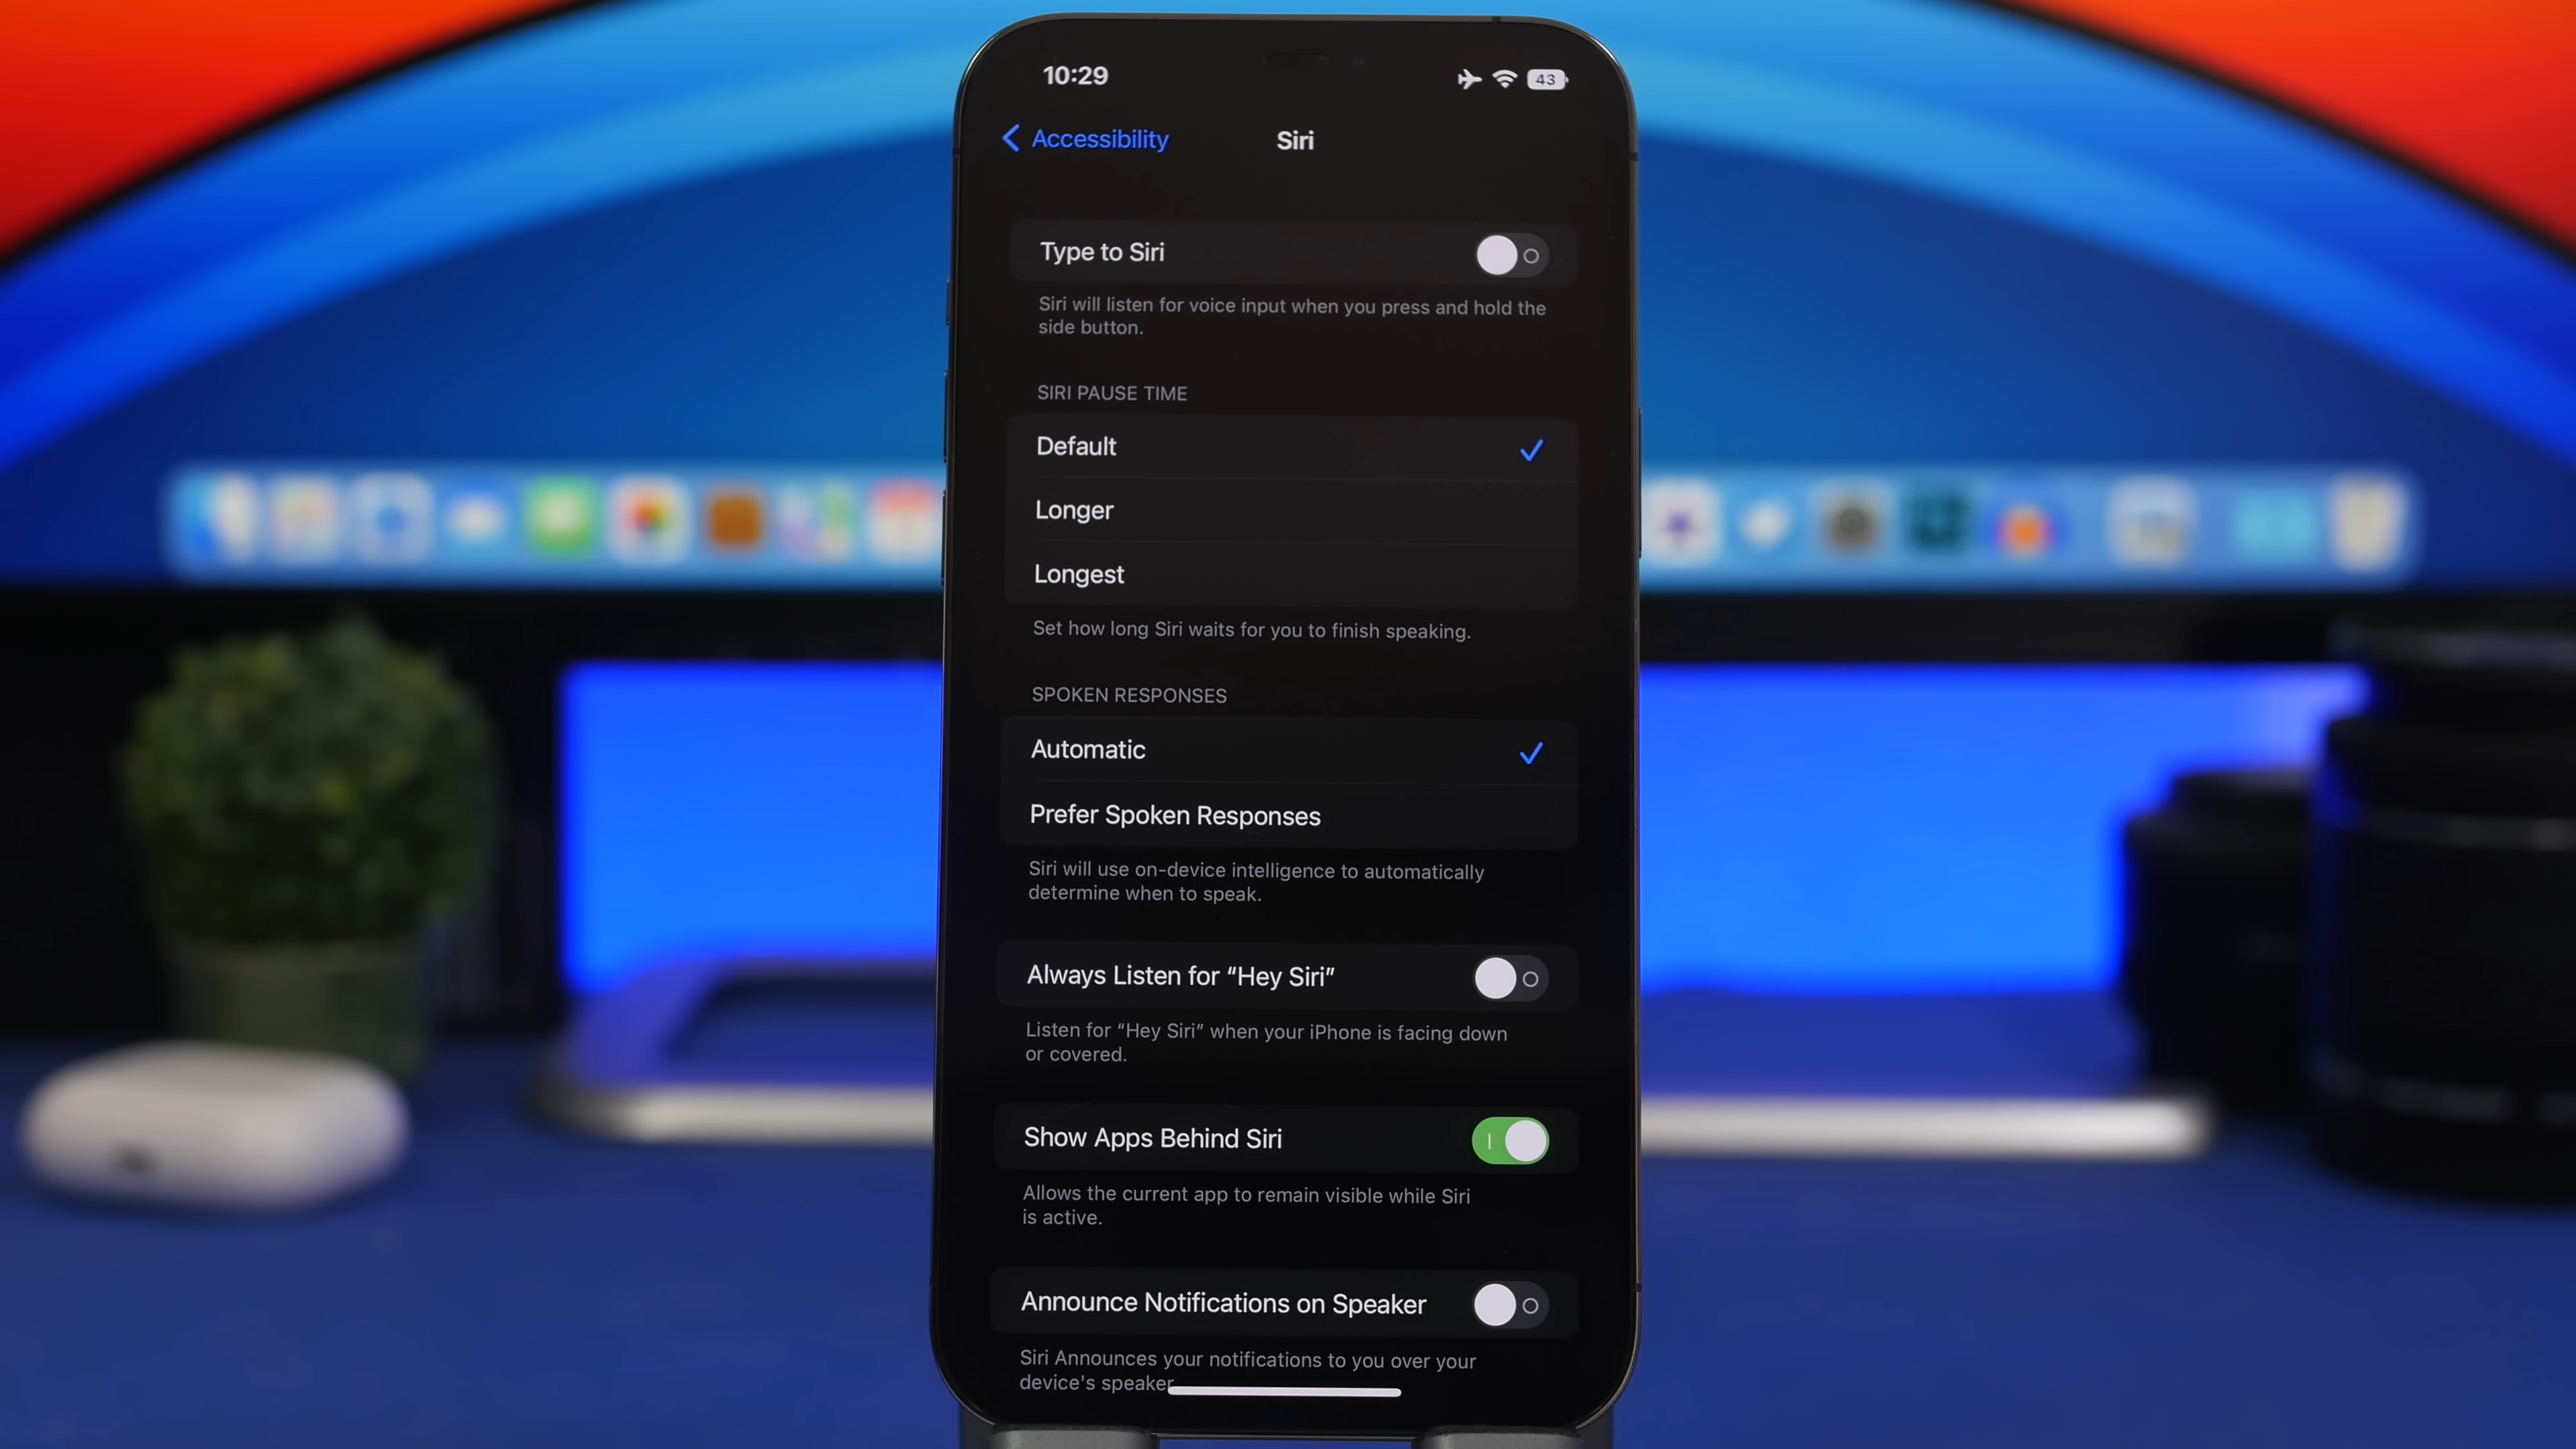 10:29
43
Accessibility
Siri
Type to Siri
Siri will listen for voice input when you press and hold the
side button.
SIRI PAUSE TIME
Default
Longer
Longest
Set how long Siri waits for you to finish speaking.
SPOKEN RESPONSES
Automatic
Prefer Spoken Responses
Siri will use on-device intelligence to automatically
determine when to speak.
Always Listen for “Hey Siri”
Listen for “Hey Siri” when your iPhone is facing down
or covered.
Show Apps Behind Siri
Allows the current app to remain visible while Siri
is active.
Announce Notifications on Speaker
Siri Announces your notifications to you over your
device's speaker